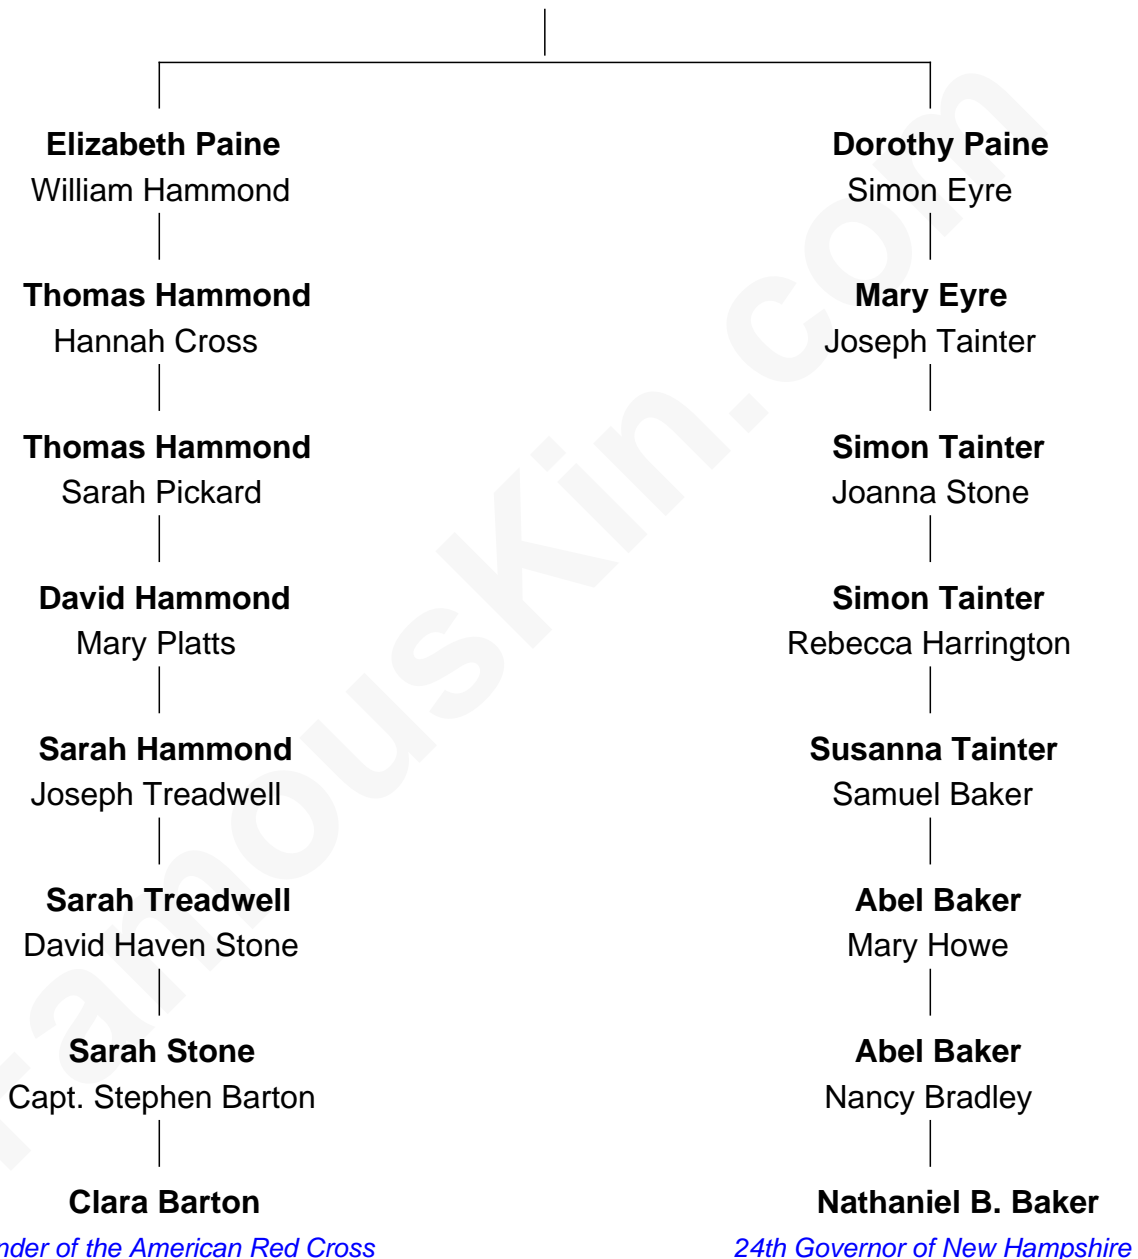 Elizabeth Paine
William Hammond
Dorothy Paine
Simon Eyre
Thomas Hammond
Hannah Cross
Mary Eyre
Joseph Tainter
Thomas Hammond
Sarah Pickard
Simon Tainter
Joanna Stone
David Hammond
Mary Platts
Simon Tainter
Rebecca Harrington
Sarah Hammond
Joseph Treadwell
Susanna Tainter
Samuel Baker
Sarah Treadwell
David Haven Stone
Abel Baker
Mary Howe
Sarah Stone
Capt. Stephen Barton
Abel Baker
Nancy Bradley
Clara Barton
nder of the American Red Cross
Nathaniel B. Baker
24th Governor of New Hampshire
FamousKin.com